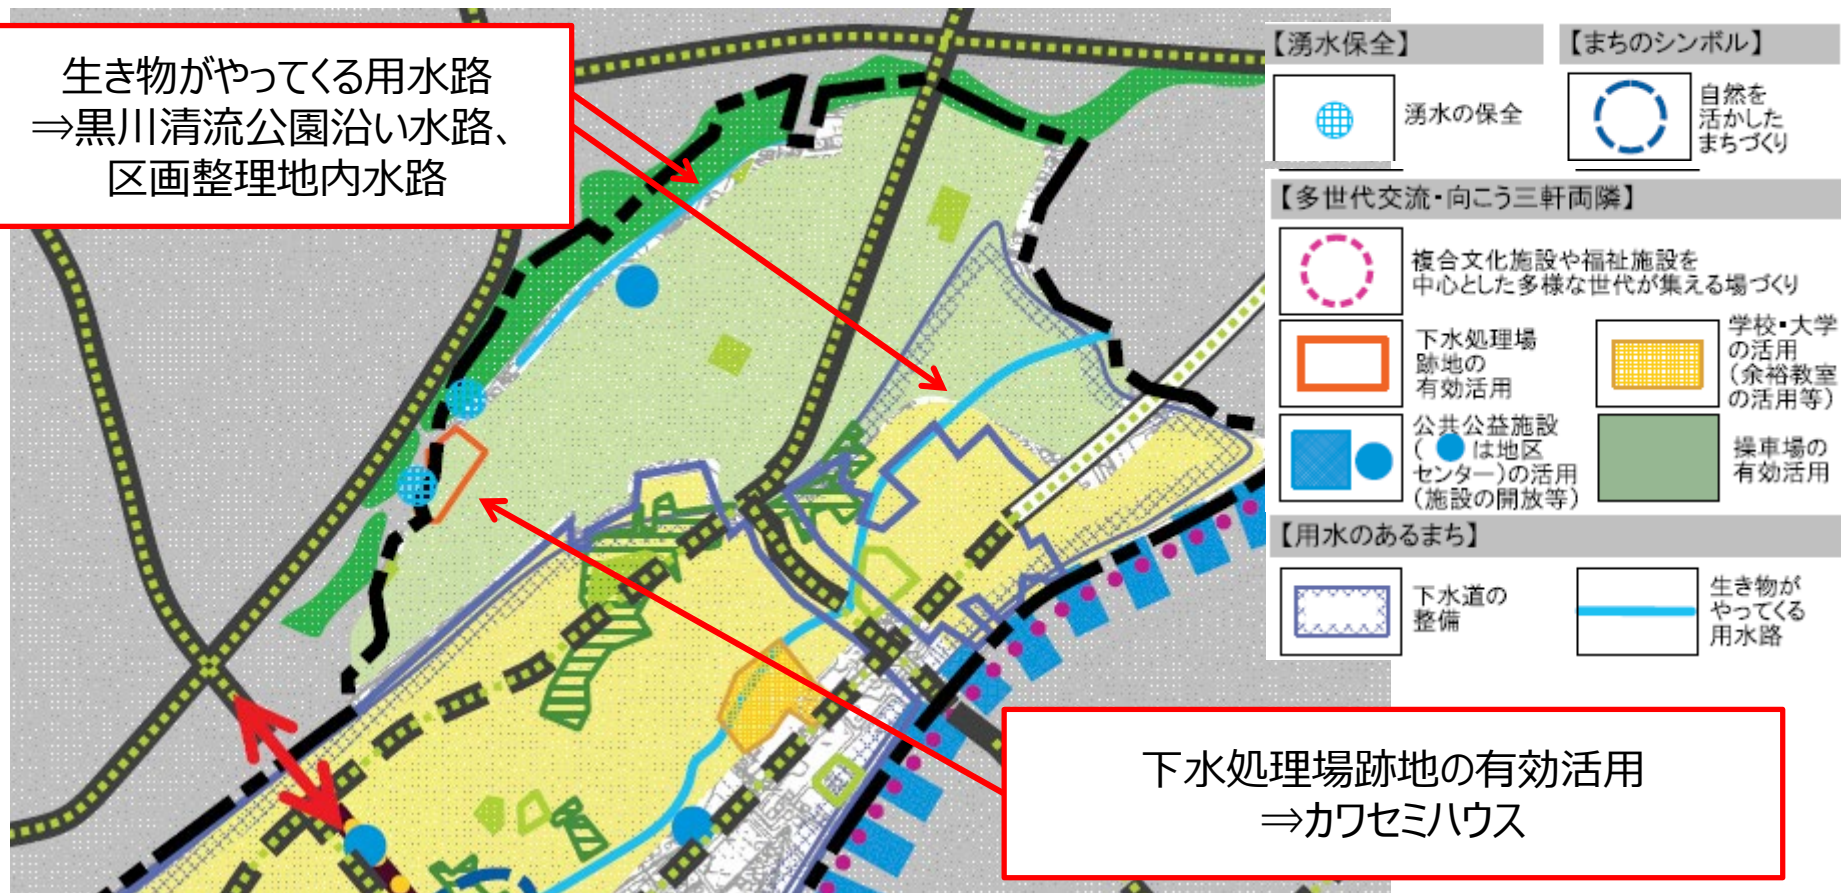 生き物がやってくる用水路
⇒黒川清流公園沿い水路、
区画整理地内水路
【湧水保全】
湧水の保全
【まちのシンボル】
自然を
活かした
まちづくり
【多世代交流・向こう三軒両隣】
複合文化施設や福祉施設を
中心とした多様な世代が集える場づくり
下水処理場
跡地の
有効活用
学校・大学
の活用
(余裕教室
の活用等)
公共公益施設
( は地区
センター)の活用
(施設の開放等)
操車場の
有効活用
【用水のあるまち】
下水道の
整備
生き物が
やってくる
用水路
下水処理場跡地の有効活用
⇒カワセミハウス